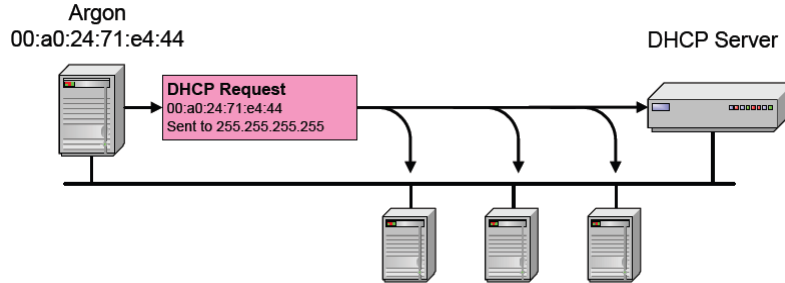 Argon
00:a0:24:71:e4:44
DHCP Server
DHCP Request
00:a0:24:71:e4:44
Sent to 255.255.255.255